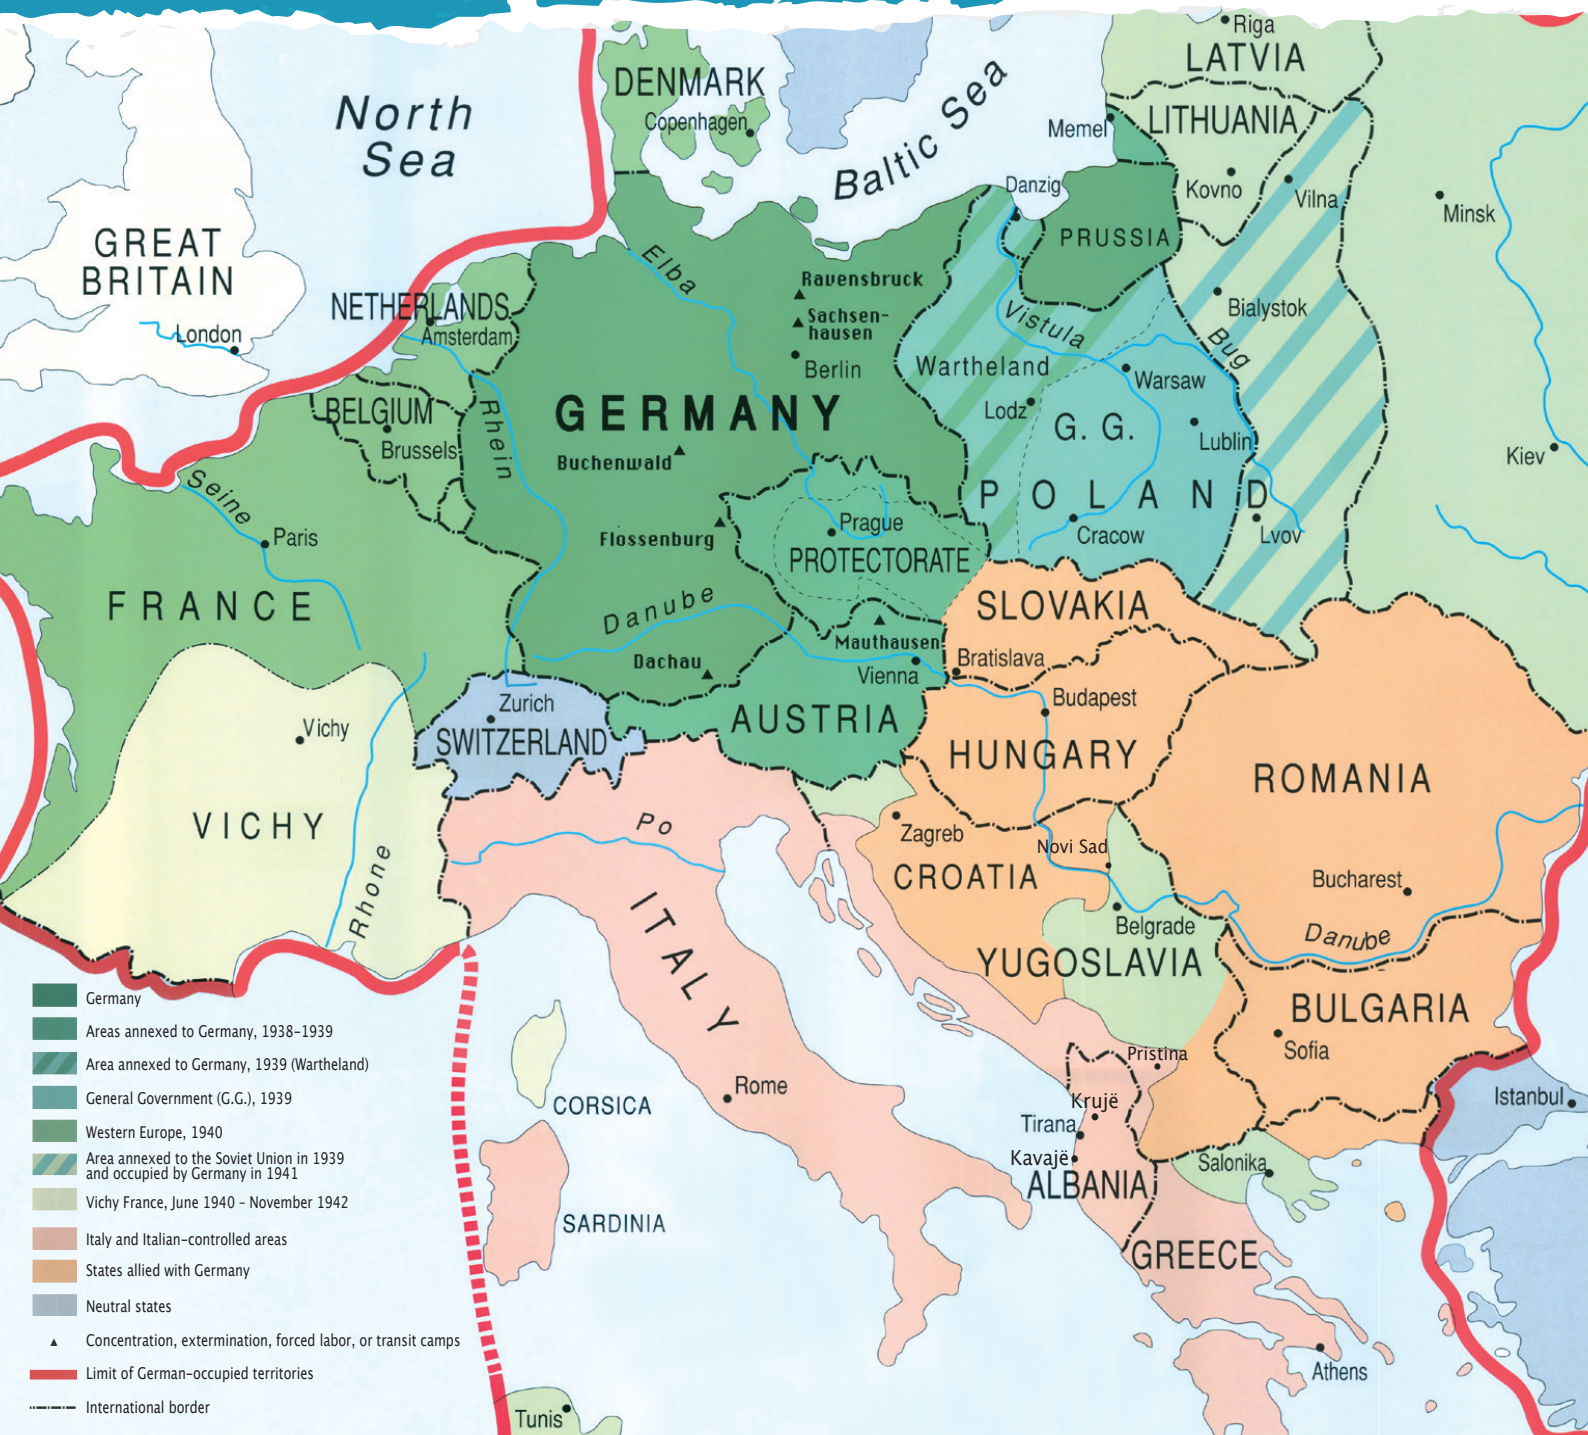 Riga
LATVIA
DENMARK
Copenhagen
North
Sea
Baltic Sea
Memel
LITHUANIA
Kovno
Vilna
Minsk
Danzig
PRUSSIA
GREAT
BRITAIN
London
NETHERLANDS
Amsterdam
Elba
Ravensbruck
Sachsen-
hausen
Berlin
Vistula
Bialystok
Bug
Wartheland
Warsaw
Lodz
G. G.
Lublin
BELGIUM
Brussels
Rhein
GERMANY
Buchenwald
Kiev
Seine
Paris
Flossenburg
Prague
PROTECTORATE
POLAND
Cracow
Lvov
FRANCE
Danube
Mauthausen
Dachau
Vienna
SLOVAKIA
Bratislava
Budapest
Zurich
SWITZERLAND
AUSTRIA
HUNGARY
ROMANIA
Vichy
VICHY
Rhone
Po
Zagreb
Novi Sad
CROATIA
Bucharest
Belgrade
Danube
YUGOSLAVIA
ITALY
BULGARIA
Sofia
Pristina
Istanbul
CORSICA
Rome
Krujë
Tirana
Kavajë
ALBANIA
Salonika
SARDINIA
GREECE
Athens
Tunis
Germany
Areas annexed to Germany, 1938–1939
Area annexed to Germany, 1939 (Wartheland)
General Government (G.G.), 1939
Western Europe, 1940
Area annexed to the Soviet Union in 1939
and occupied by Germany in 1941
Vichy France, June 1940 – November 1942
Italy and Italian-controlled areas
States allied with Germany
Neutral states
Concentration, extermination, forced labor, or transit camps
Limit of German-occupied territories
International border